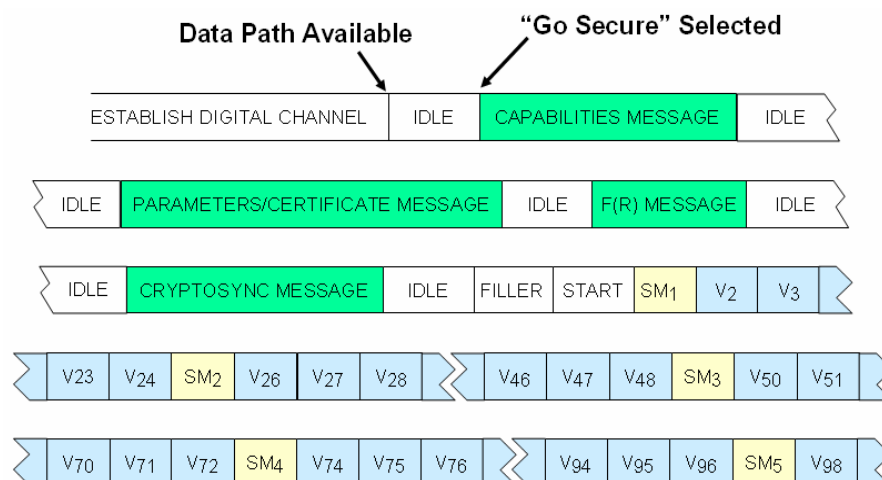 Data Path Available
“Go Secure” Selected
ESTABLISH DIGITAL CHANNEL IDLE CAPABILITIES MESSAGE IDLE
IDLE PARAMETERS/CERTIFICATE MESSAGE IDLE F(R) MESSAGE IDLE
IDLE CRYPTOSYNC MESSAGE IDLE FILLER START SM1 V2 V3
V23 V24 SM2 V26 V27 V28 V46 V47 V48 SM3 V50 V51
V70 V71 V72 SM4 V74 V75 V76 V94 V95 V96 SM5 V98